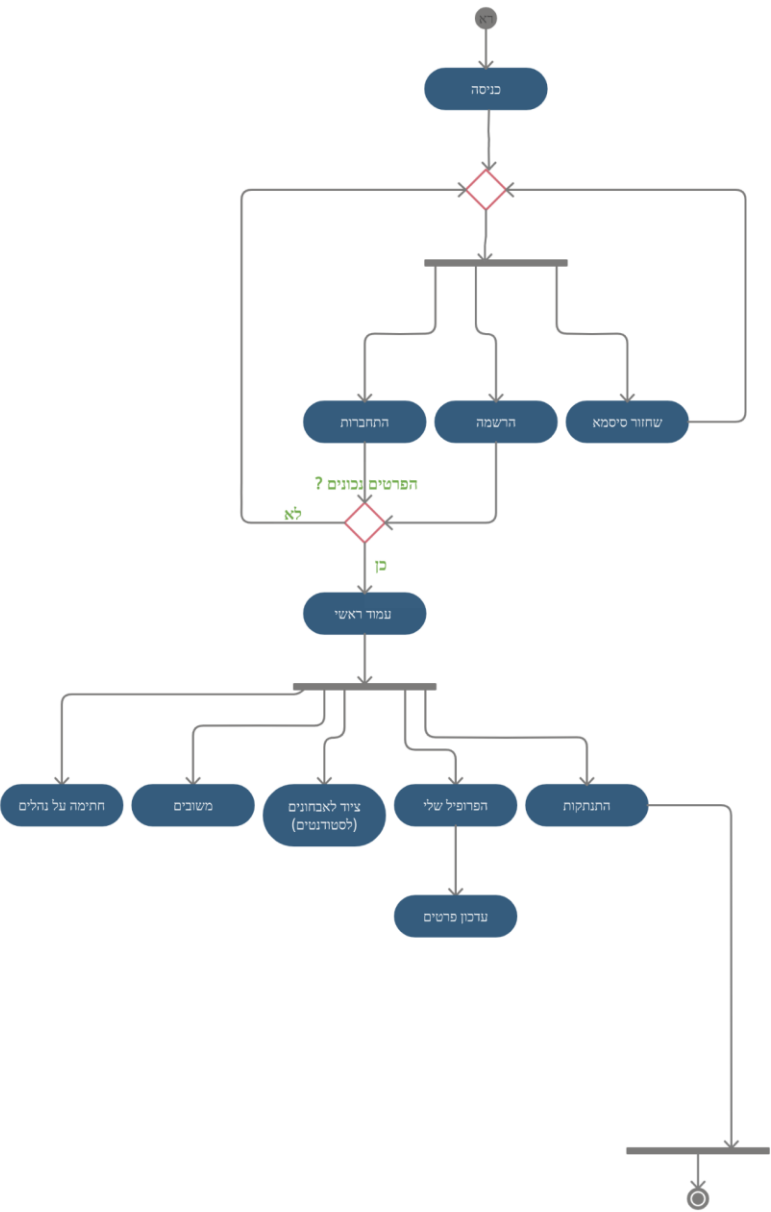 כניסה
התחברות
הרשמה
שחזור סיסמא
הפרטים נכונים ?
לא
כן
עמוד ראשי
חתימה על נהלים
משובים
ציוד לאבחונים
(לסטודנטים)
הפרופיל שלי
התנתקות
עדכון פרטים